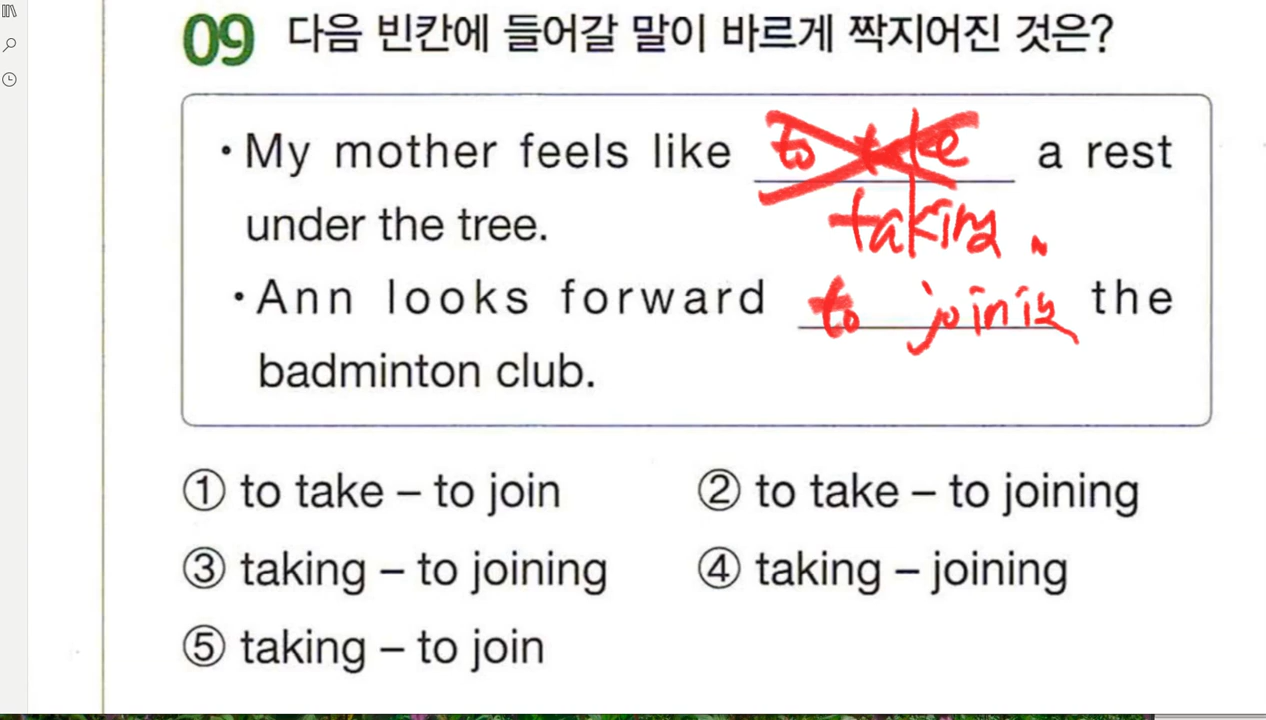 09 다음 빈칸에 들어갈 말이 바르게 짝지어진 것은?
• My mother feels like to take a rest
taking
under the tree.
• Ann looks forward to joining the
badminton club.
① to take – to join ② to take – to joining
③ taking – to joining ④ taking – joining
⑤ taking – to join